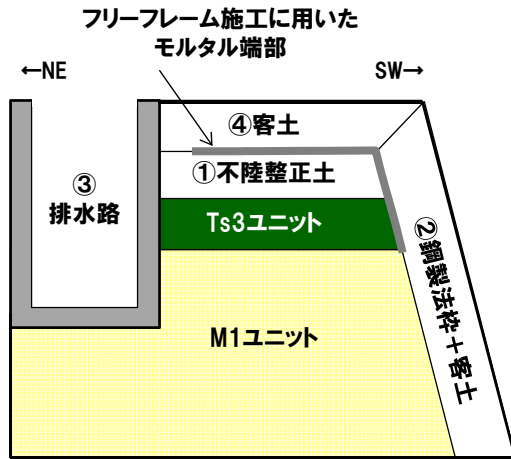 フリーフレーム施工に用いた
モルタル端部
←NE
SW→
④客土
①不陸整正土
③
排水路
Ts3ユニット
②鋼製法枠＋客土
M1ユニット